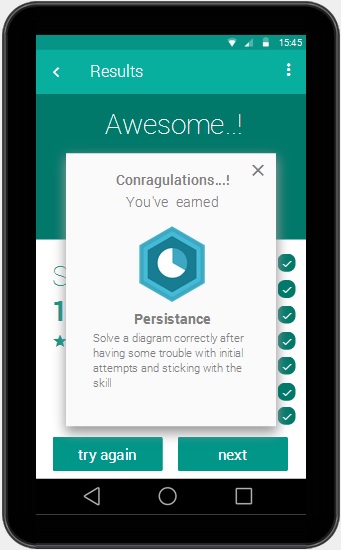 15:45
Results
Awesome..!
Conragulations...!
You've earned
Persistance
Solve a diagram correctly after
having some trouble with initial
attempts and sticking with the
skill
S
1
try again
next